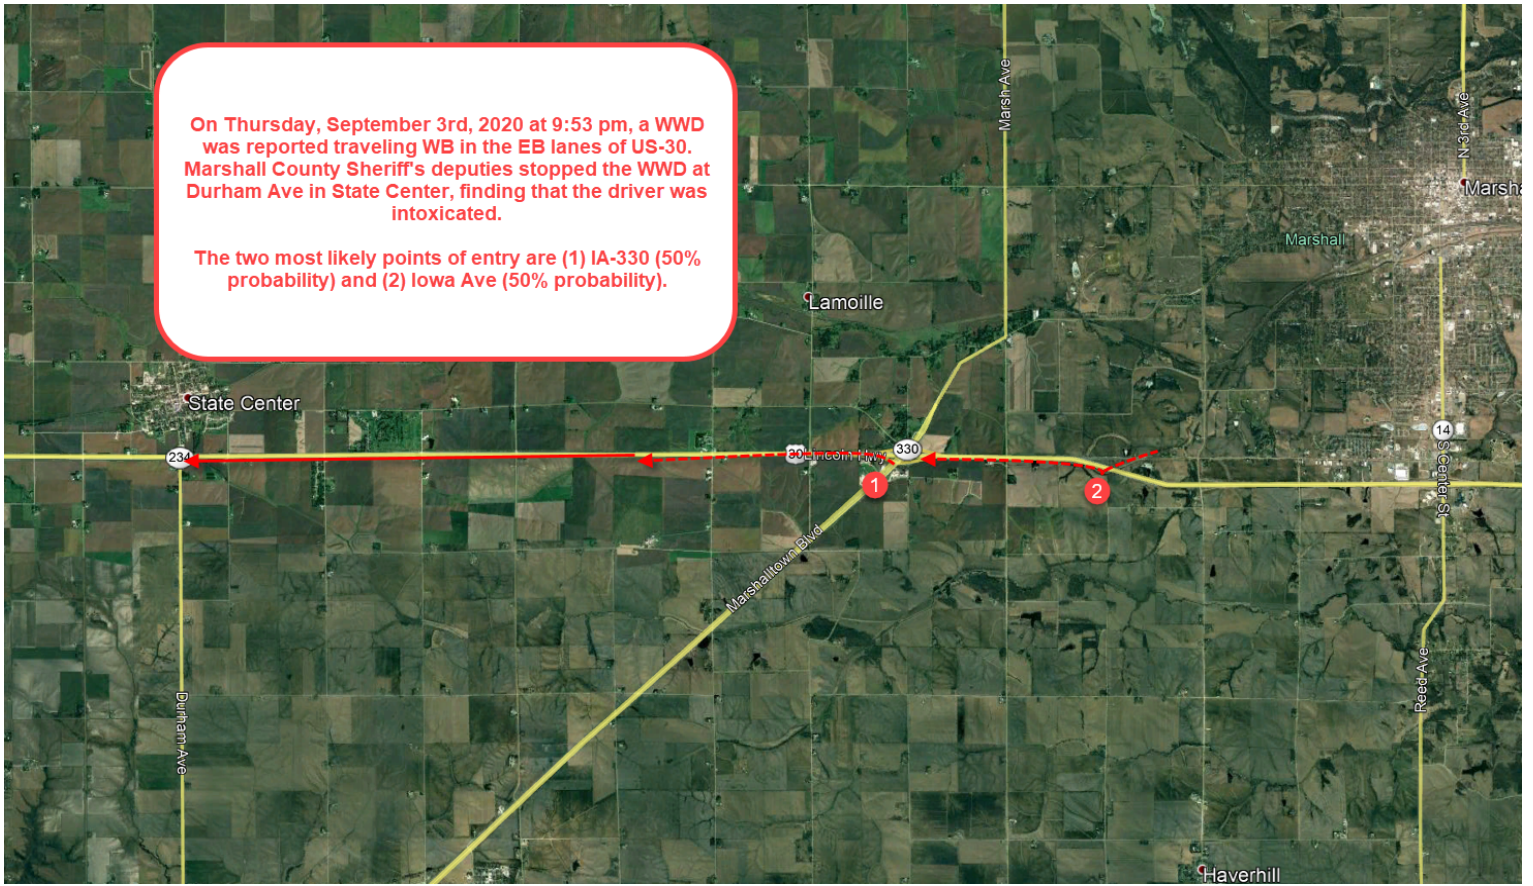 On Thursday, September 3rd, 2020 at 9:53 pm, a WWD
was reported traveling WB in the EB lanes of US-30.
Marshall County Sheriff's deputies stopped the WWD at
Durham Ave in State Center, finding that the driver was
intoxicated.
The two most likely points of entry are (1) IA-330 (50%
probability) and (2) Iowa Ave (50% probability).
Marsh Ave
N 3rd Ave
Marsha
Marshall
Lamoille
State Center
234
30
Lincoln Hwy
330
14
S Center St
1
2
Marshalltown Blvd
Durham Ave
Reed Ave
Haverhill